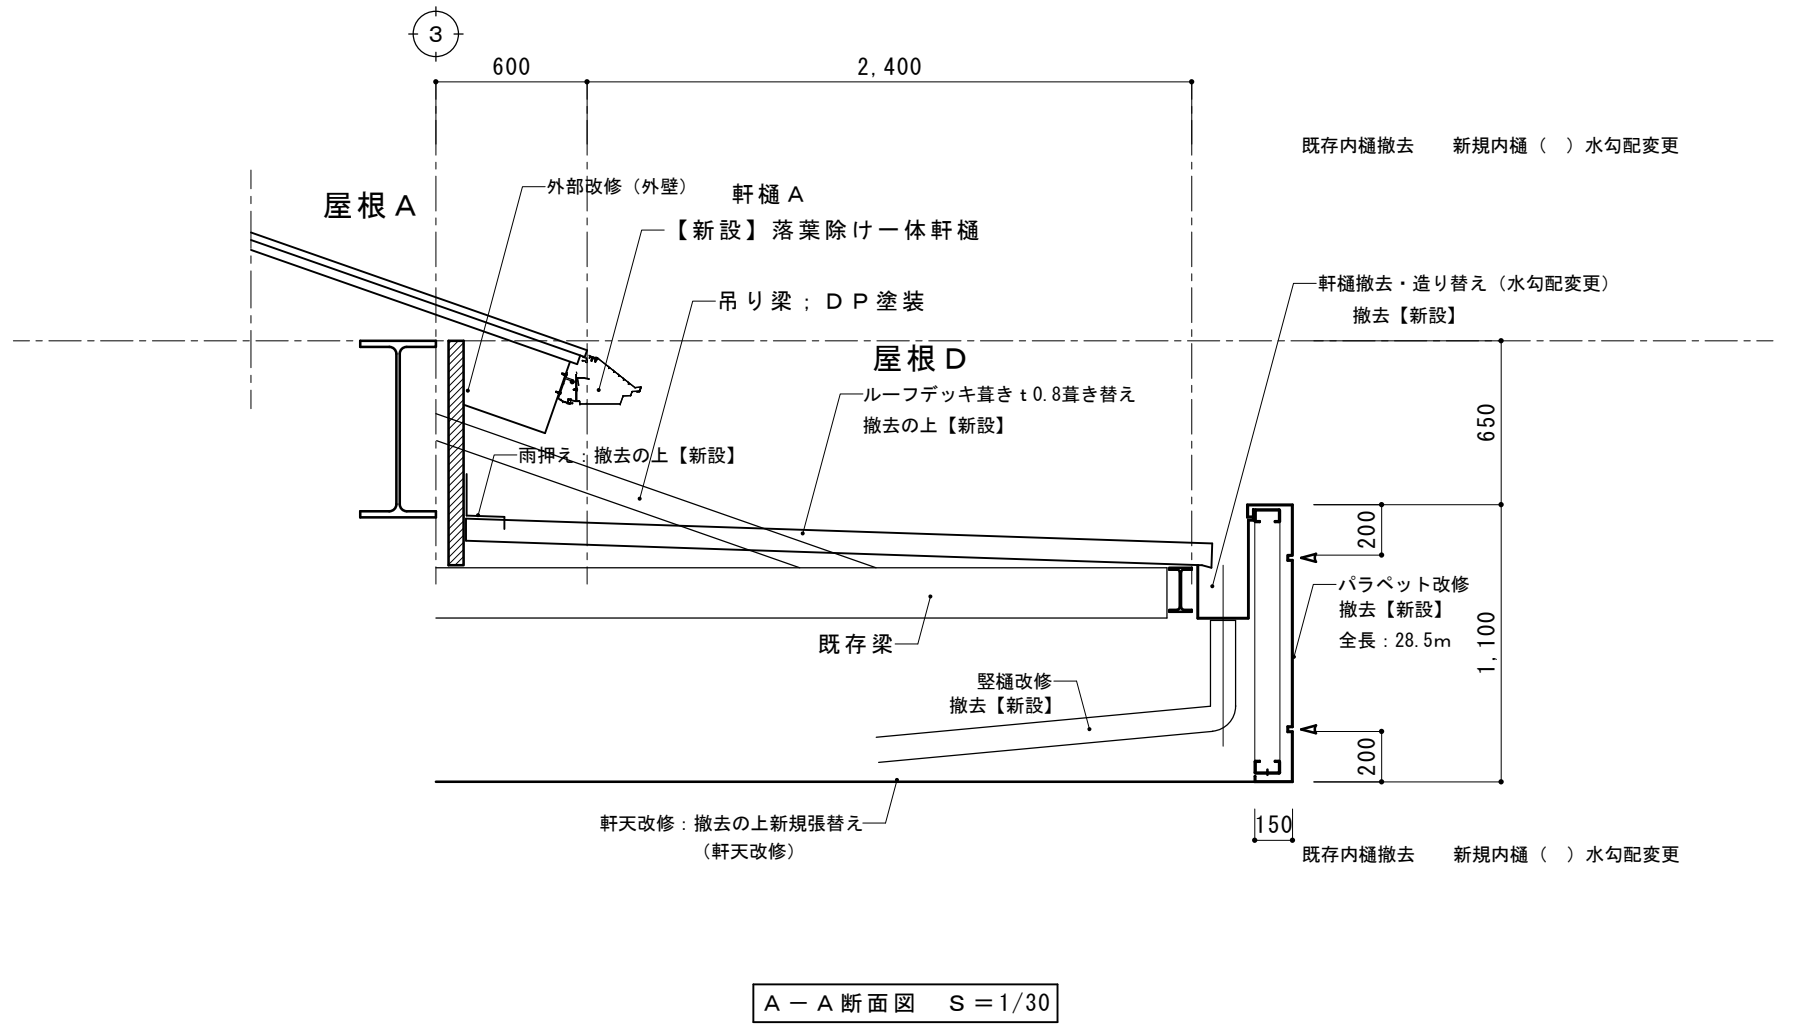 3
600
2,400
既存内樋撤去　新規内樋（　）水勾配変更
外部改修（外壁）
軒樋Ａ
屋根Ａ
【新設】落葉除け一体軒樋
軒樋撤去・造り替え（水勾配変更）
撤去【新設】
吊り梁；ＤＰ塗装
屋根Ｄ
ルーフデッキ葺きｔ0.8葺き替え
撤去の上【新設】
650
雨押え：撤去の上【新設】
200
パラペット改修
撤去【新設】
全長：28.5ｍ
1,100
既存梁
竪樋改修
撤去【新設】
200
軒天改修：撤去の上新規張替え
（軒天改修）
150
既存内樋撤去　新規内樋（　）水勾配変更
Ａ－Ａ断面図　Ｓ＝1/30